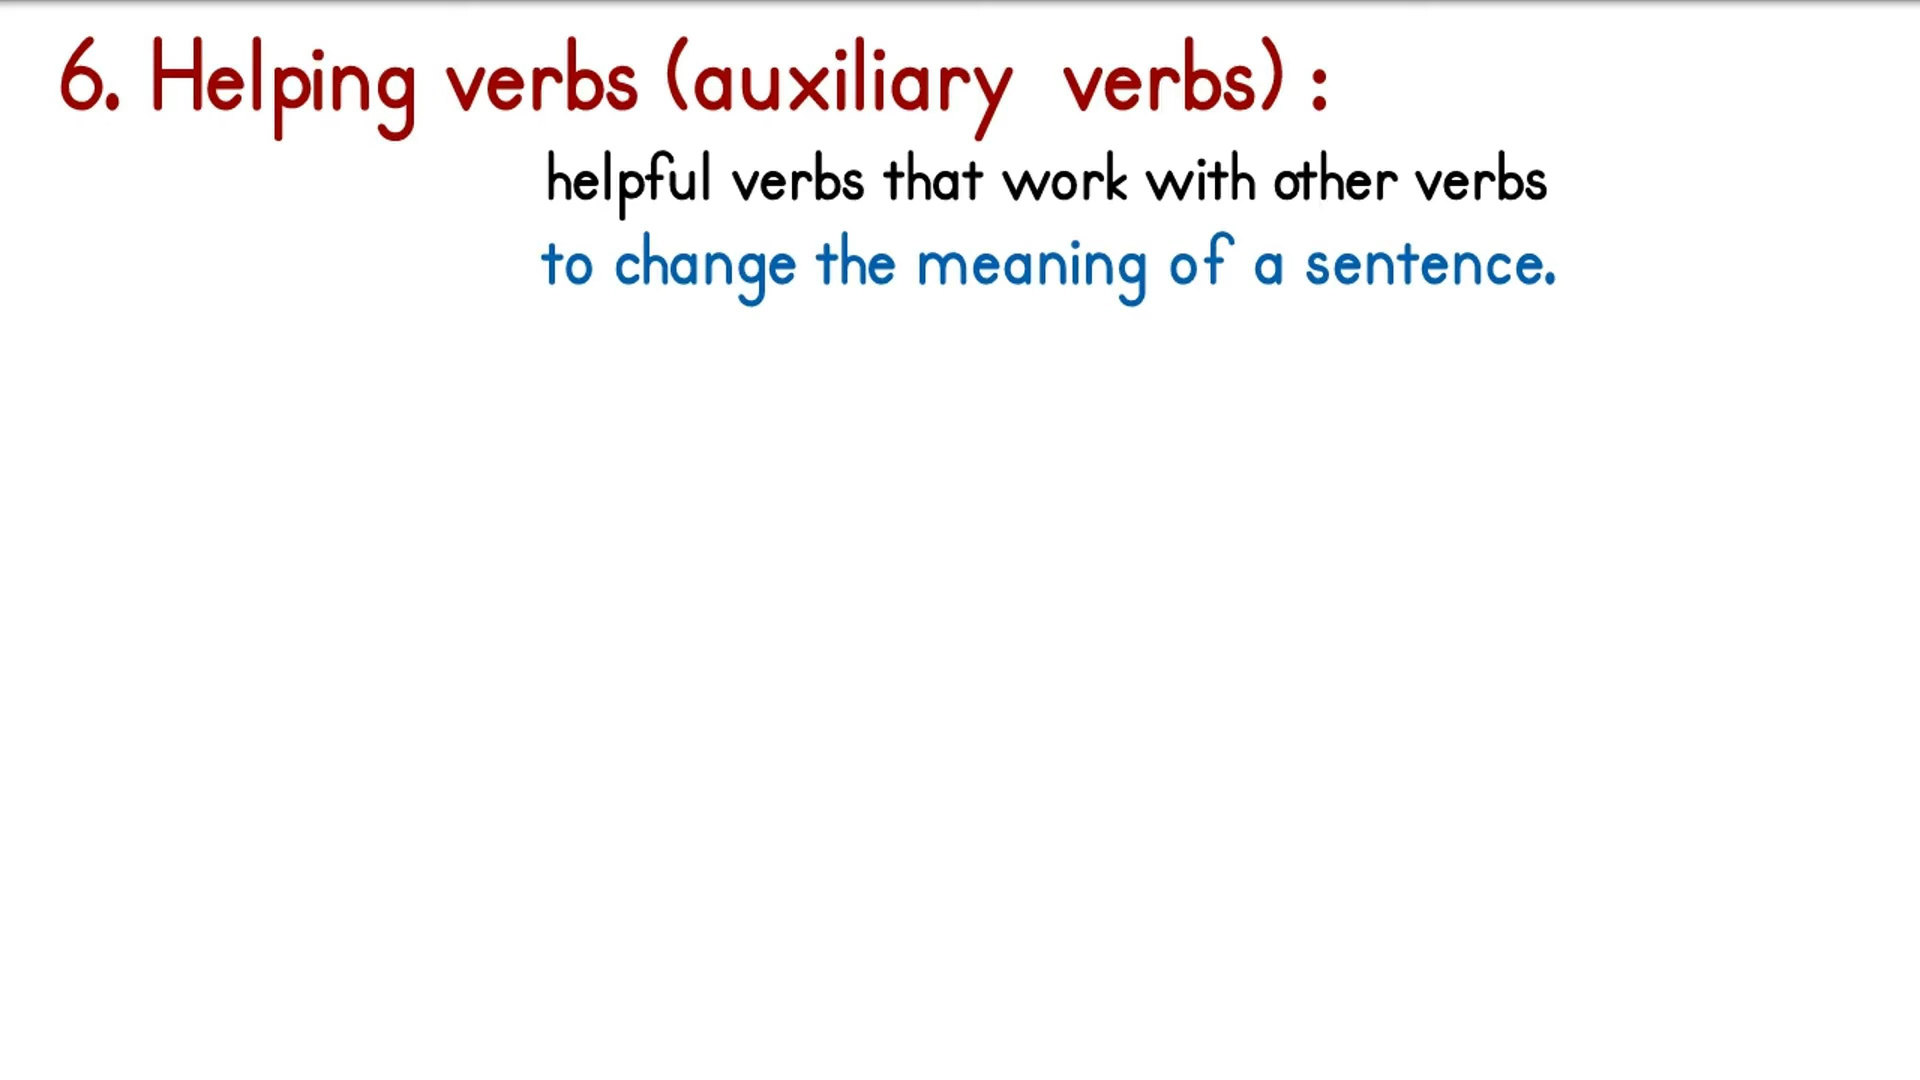 6. Helping verbs (auxiliary verbs) :
helpful verbs that work with other verbs
to change the meaning of a sentence.